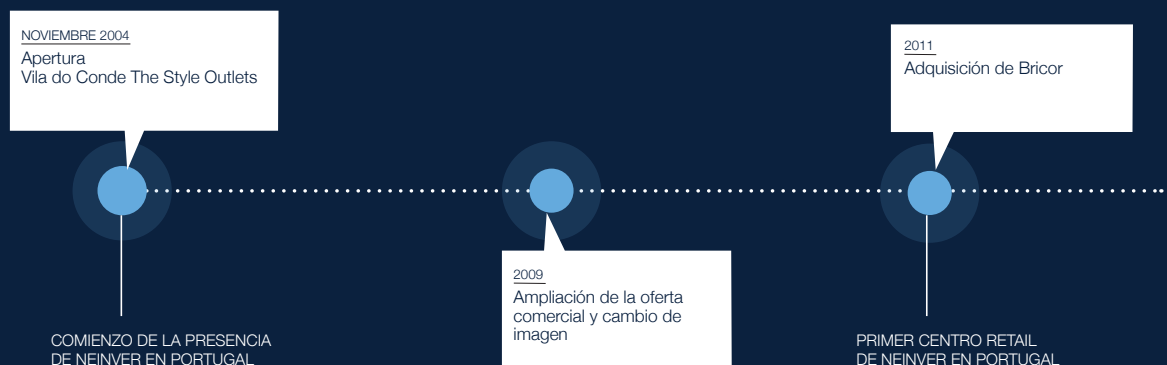 NOVIEMBRE 2004
Apertura
Vila do Conde The Style Outlets
COMIENZO DE LA PRESENCIA
DE NEINVER EN PORTUGAL
2009
Ampliación de la oferta
comercial y cambio de
imagen
2011
Adquisición de Bricor
PRIMER CENTRO RETAIL
DE NEINVER EN PORTUGAL